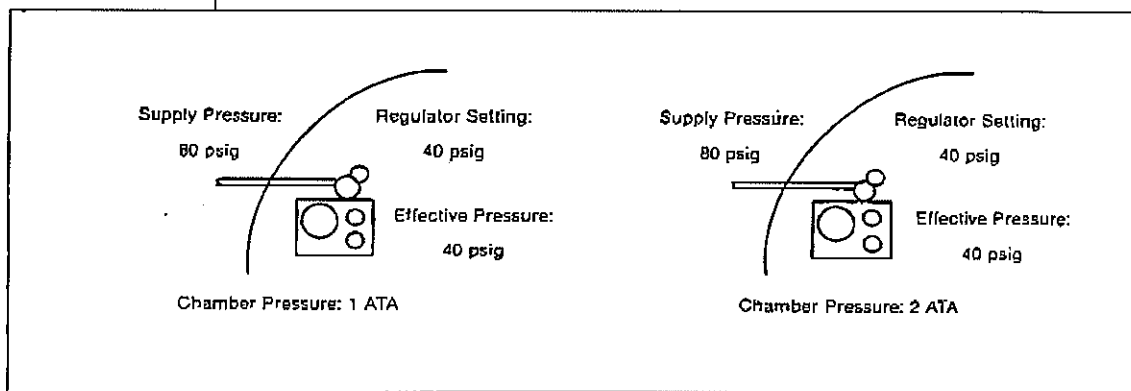 Supply Pressure:
80 psig
Regulator Setting:
40 psig
Effective Pressure:
40 psig
Chamber Pressure: 1 ATA
Supply Pressure:
80 psig
Regulator Setting:
40 psig
Effective Pressure:
40 psig
Chamber Pressure: 2 ATA